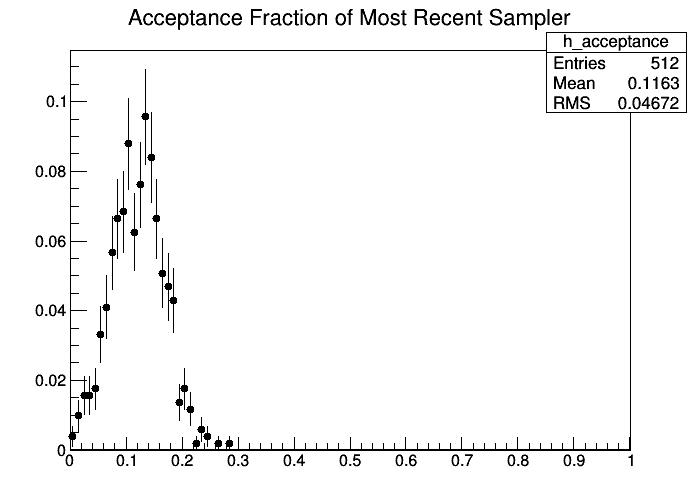 Acceptance Fraction of Most Recent Sampler
h_acceptance
Entries 512
Mean 0.1163
RMS 0.04672
0.1
0.08
0.06
0.04
0.02
0
0 0.1 0.2 0.3 0.4 0.5 0.6 0.7 0.8 0.9 1